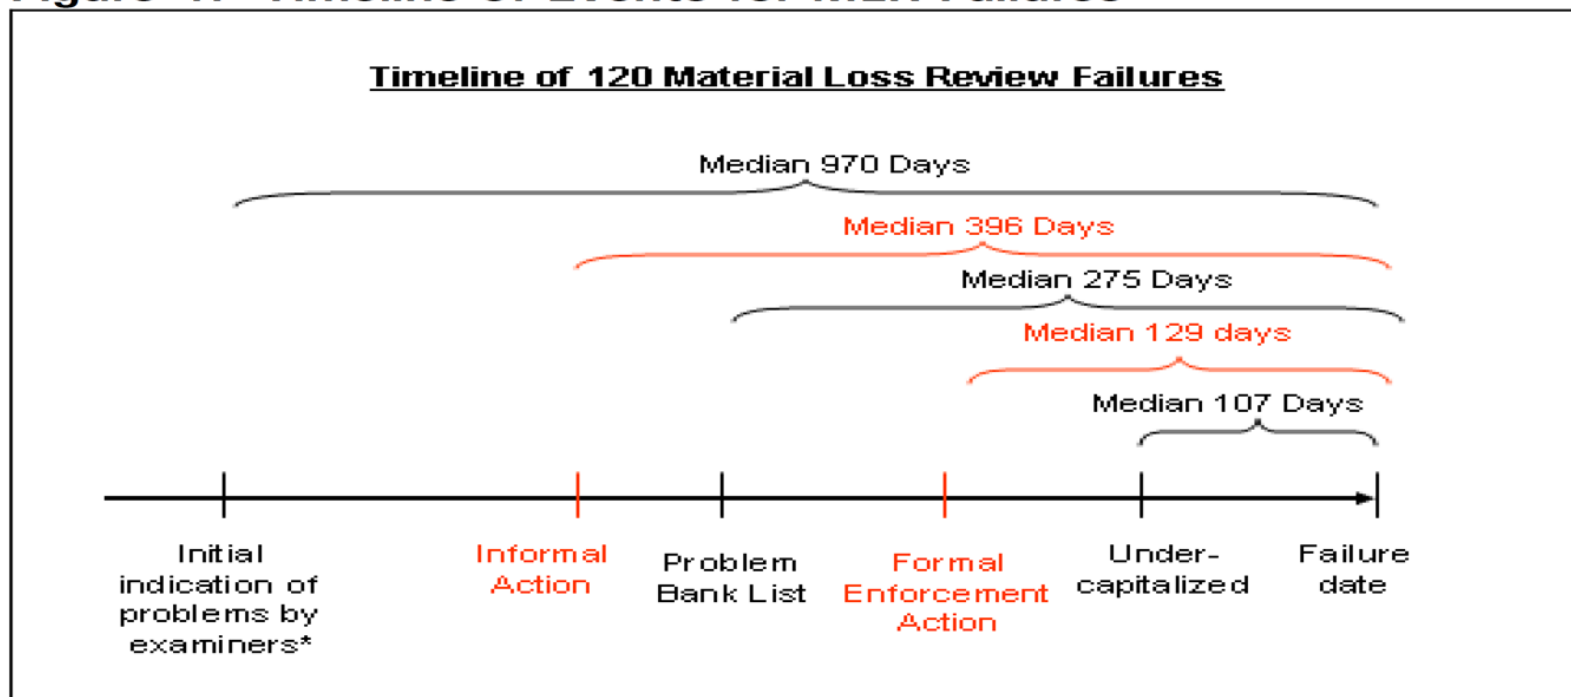 Timeline of 120 Material Loss Review Failures
Median 970 Days
Median 396 Days
Median 275 Days
Median 129 days
Median 107 Days
Initial
indication of
problems by
examiners*
Informal
Action
Problem
Bank List
Formal
Enforcement
Action
Under-
capitalized
Failure
date